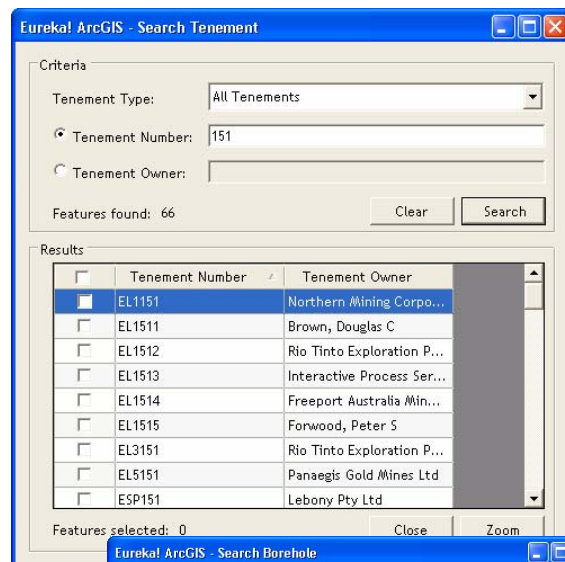 Eureka! ArcGIS - Search Tenement
Criteria
Tenement Type: All Tenements
Tenement Number: 151
Tenement Owner:
Features found: 66 Clear Search
Results
Tenement Number Tenement Owner
EL1151 Northern Mining Corpo...
EL1511 Brown, Douglas C
EL1512 Rio Tinto Exploration P...
EL1513 Interactive Process Ser...
EL1514 Freeport Australia Min...
EL1515 Forwood, Peter S
EL3151 Rio Tinto Exploration P...
EL5151 Panaegis Gold Mines Ltd
ESP151 Lebony Pty Ltd
Features selected: 0 Close Zoom
Eureka! ArcGIS - Search Borehole